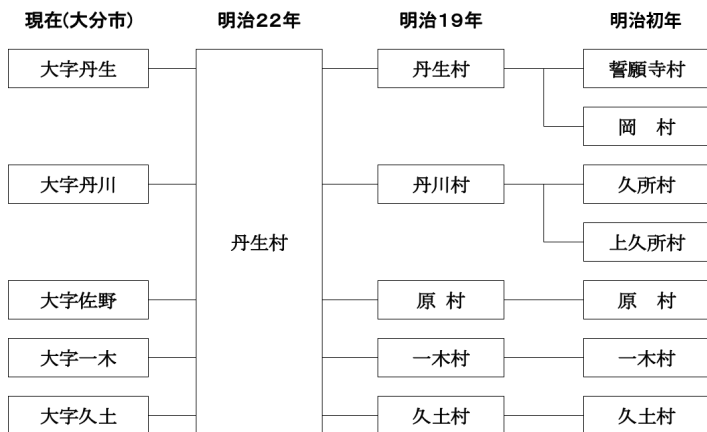 現在(大分市) 明治22年 明治19年 明治初年
大字丹生 丹生村 誓願寺村
岡 村
大字丹川 丹川村 久所村
丹生村 上久所村
大字佐野 原 村 原 村
大字一木 一木村 一木村
大字久土 久土村 久土村